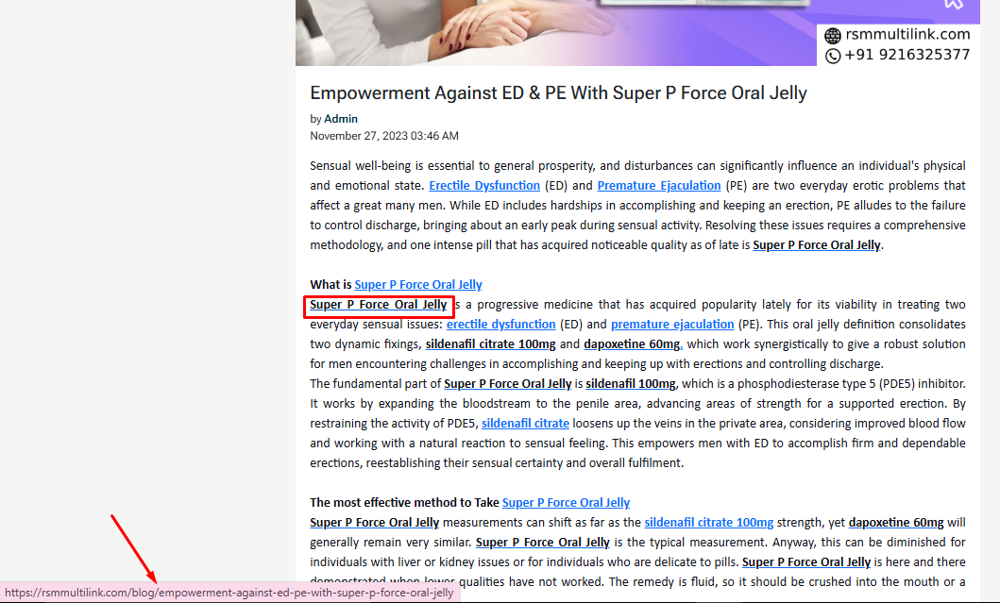 rsmmultilink.com
+91 9216325377
Empowerment Against ED & PE With Super P Force Oral Jelly
by Admin
November 27, 2023 03:46 AM
Sensual well-being is essential to general prosperity, and disturbances can significantly influence an individual's physical
and emotional state. Erectile Dysfunction (ED) and Premature Ejaculation (PE) are two everyday erotic problems that
affect a great many men. While ED includes hardships in accomplishing and keeping an erection, PE alludes to the failure
to control discharge, bringing about an early peak during sensual activity. Resolving these issues requires a comprehensive
methodology, and one intense pill that has acquired noticeable quality as of late is Super P Force Oral Jelly.
What is Super P Force Oral Jelly
Super P Force Oral Jelly is a progressive medicine that has acquired popularity lately for its viability in treating two
everyday sensual issues: erectile dysfunction (ED) and premature ejaculation (PE). This oral jelly definition consolidates
two dynamic fixings, sildenafil citrate 100mg and dapoxetine 60mg, which work synergistically to give a robust solution
for men encountering challenges in accomplishing and keeping up with erections and controlling discharge.
The fundamental part of Super P Force Oral Jelly is sildenafil 100mg, which is a phosphodiesterase type 5 (PDE5) inhibitor.
It works by expanding the bloodstream to the penile area, advancing areas of strength for a supported erection. By
restraining the activity of PDE5, sildenafil citrate loosens up the veins in the private area, considering improved blood flow
and working with a natural reaction to sensual feeling. This empowers men with ED to accomplish firm and dependable
erections, reestablishing their sensual certainty and overall fulfilment.
The most effective method to Take Super P Force Oral Jelly
Super P Force Oral Jelly measurements can shift as far as the sildenafil citrate 100mg strength, yet dapoxetine 60mg will
generally remain very similar. Super P Force Oral Jelly is the typical measurement. Anyway, this can be diminished for
individuals with liver or kidney issues or for individuals who are delicate to pills. Super P Force Oral Jelly is here and there
demonstrated when lower qualities have not worked. The remedy is fluid, so it should be crushed into the mouth or a
https://rsmmultilink.com/blog/empowerment-against-ed-pe-with-super-p-force-oral-jelly